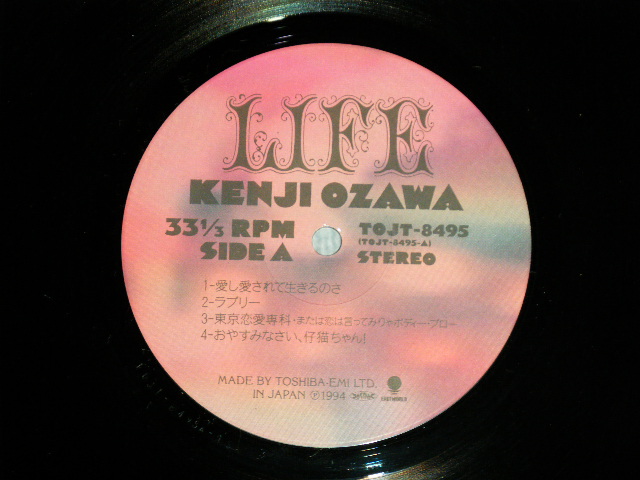 LIFE
KENJI OZAWA
33 1/3 RPM
SIDE A
TOJT-8495
(TOJT-8495-A)
STEREO
1-愛し愛されて生きるのさ
2-ラブリー
3-東京恋愛専科・または恋は言ってみりゃボディー・ブロー
4-おやすみなさい、仔猫ちゃん!
MADE BY TOSHIBA-EMI LTD.
IN JAPAN ℗1994
EASTWORLD